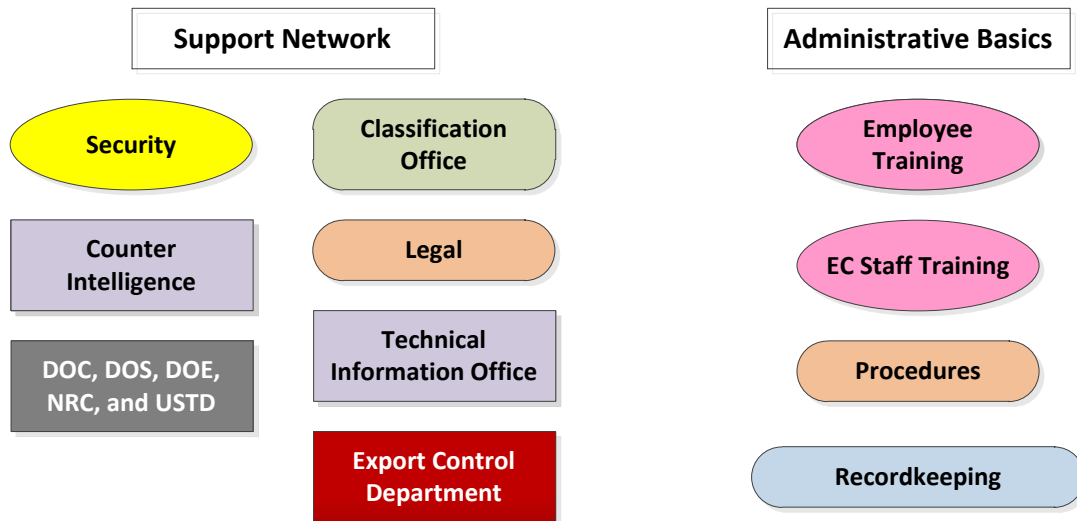 Support Network
Security
Counter
Intelligence
DOC, DOS, DOE,
NRC, and USTD
Classification
Office
Legal
Technical
Information Office
Export Control
Department
Administrative Basics
Employee
Training
EC Staff Training
Procedures
Recordkeeping